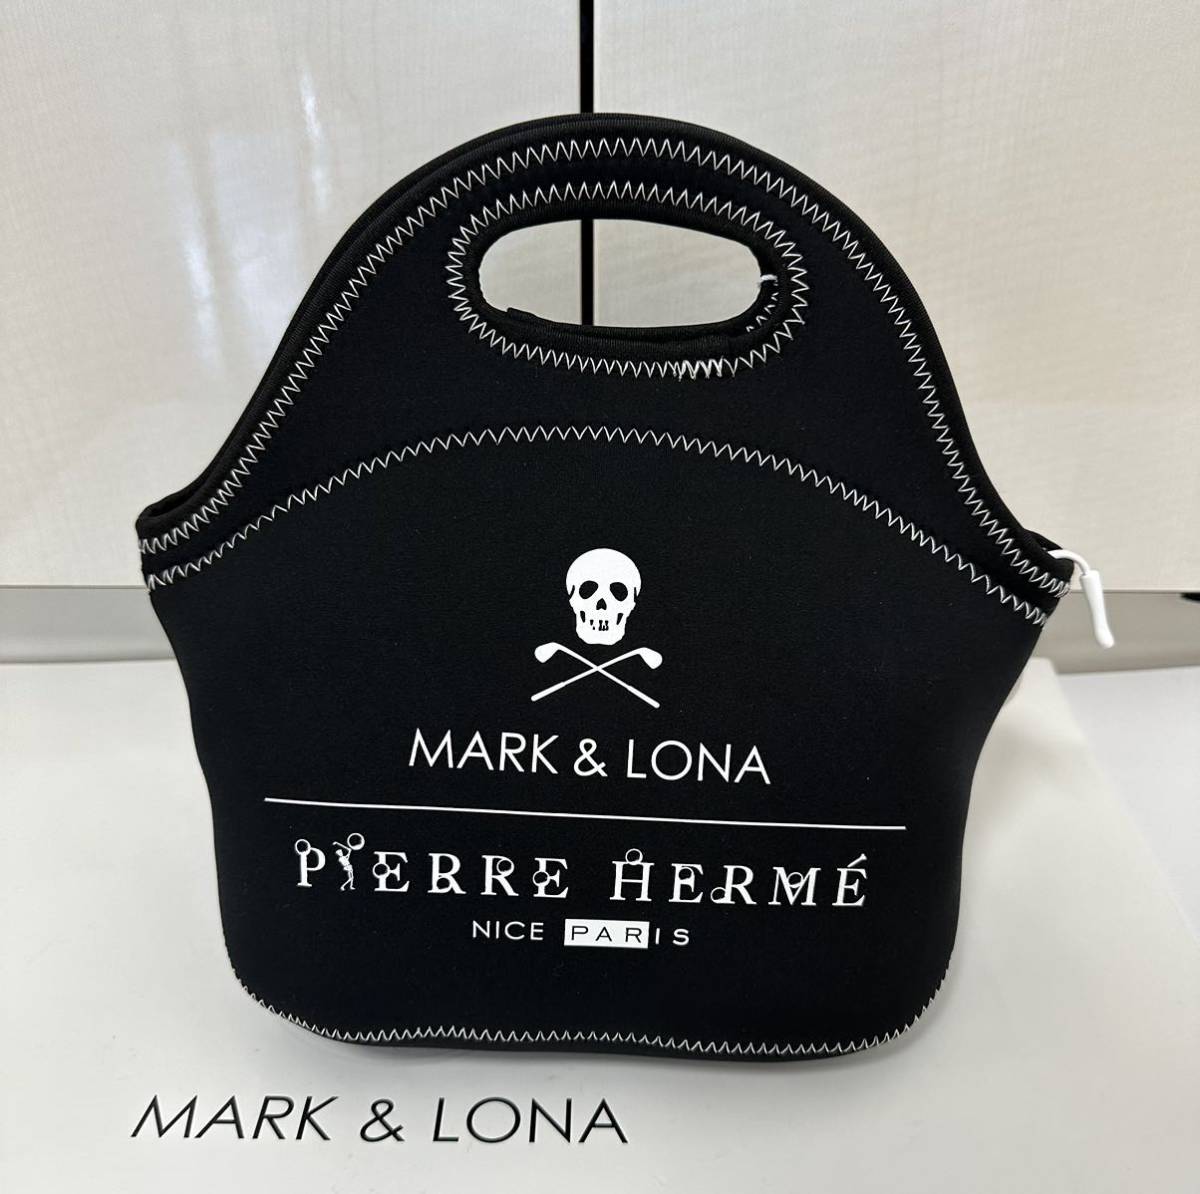 MARK & LONA
PIERRE HERMÉ
NICE PARIS
MARK & LONA